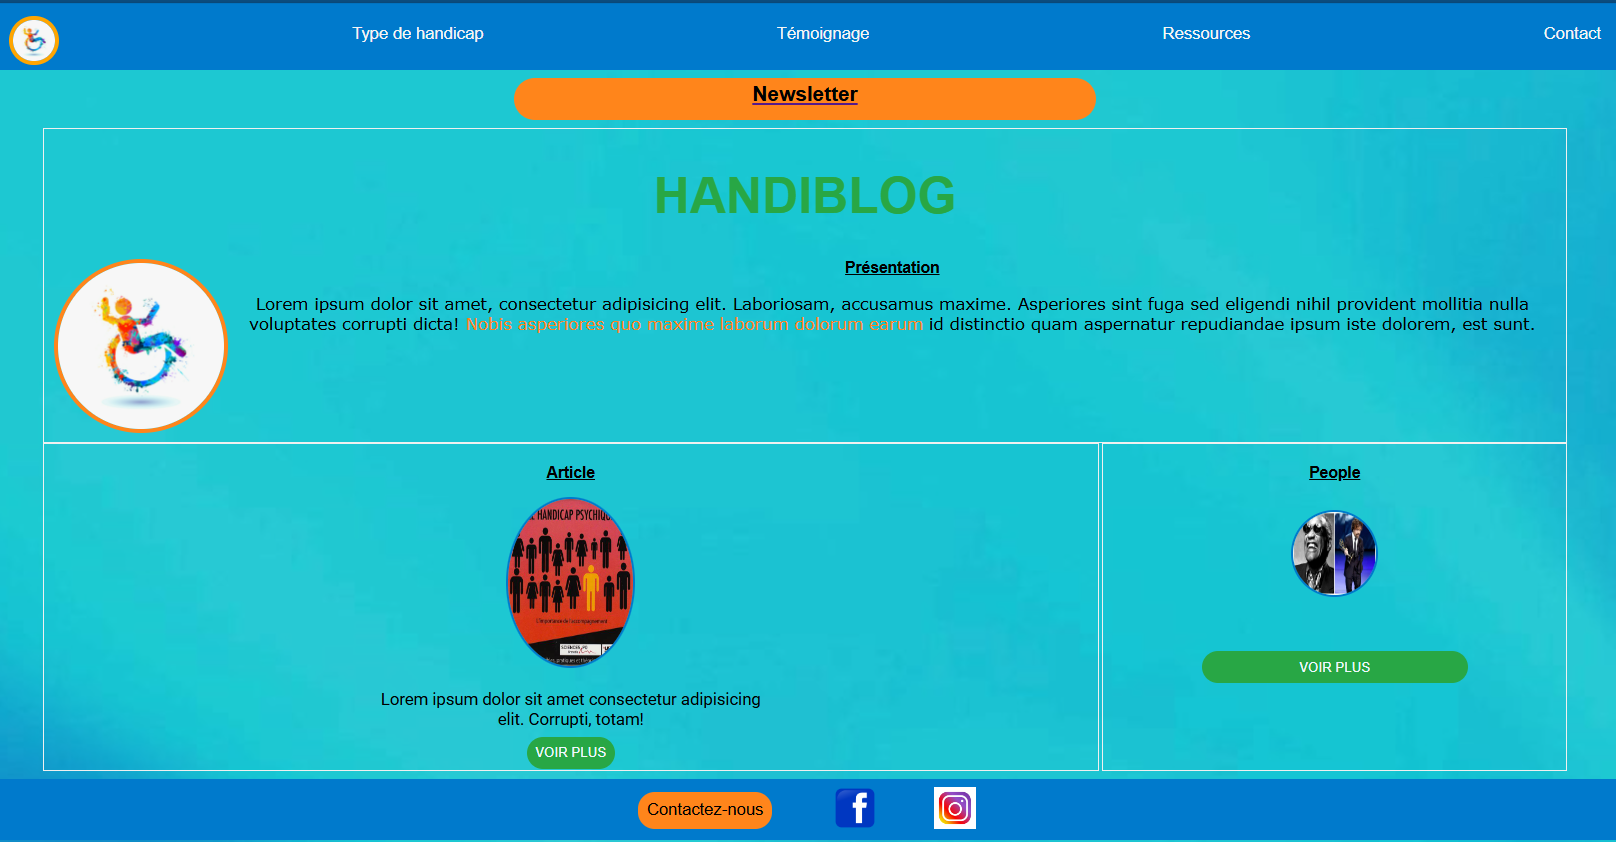 Type de handicap
Témoignage
Ressources
Contact
Newsletter
HANDIBLOG
Présentation
Lorem ipsum dolor sit amet, consectetur adipisicing elit. Laboriosam, accusamus maxime. Asperiores sint fuga sed eligendi nihil provident mollitia nulla
voluptates corrupti dicta! Nobis asperiores quo maxime laborum dolorum earum id distinctio quam aspernatur repudiandae ipsum iste dolorem, est sunt.
Article
HANDICAP PSYCHIQU
L'importance de l'accompagnement
Lorem ipsum dolor sit amet consectetur adipisicing
elit. Corrupti, totam!
VOIR PLUS
People
VOIR PLUS
Contactez-nous